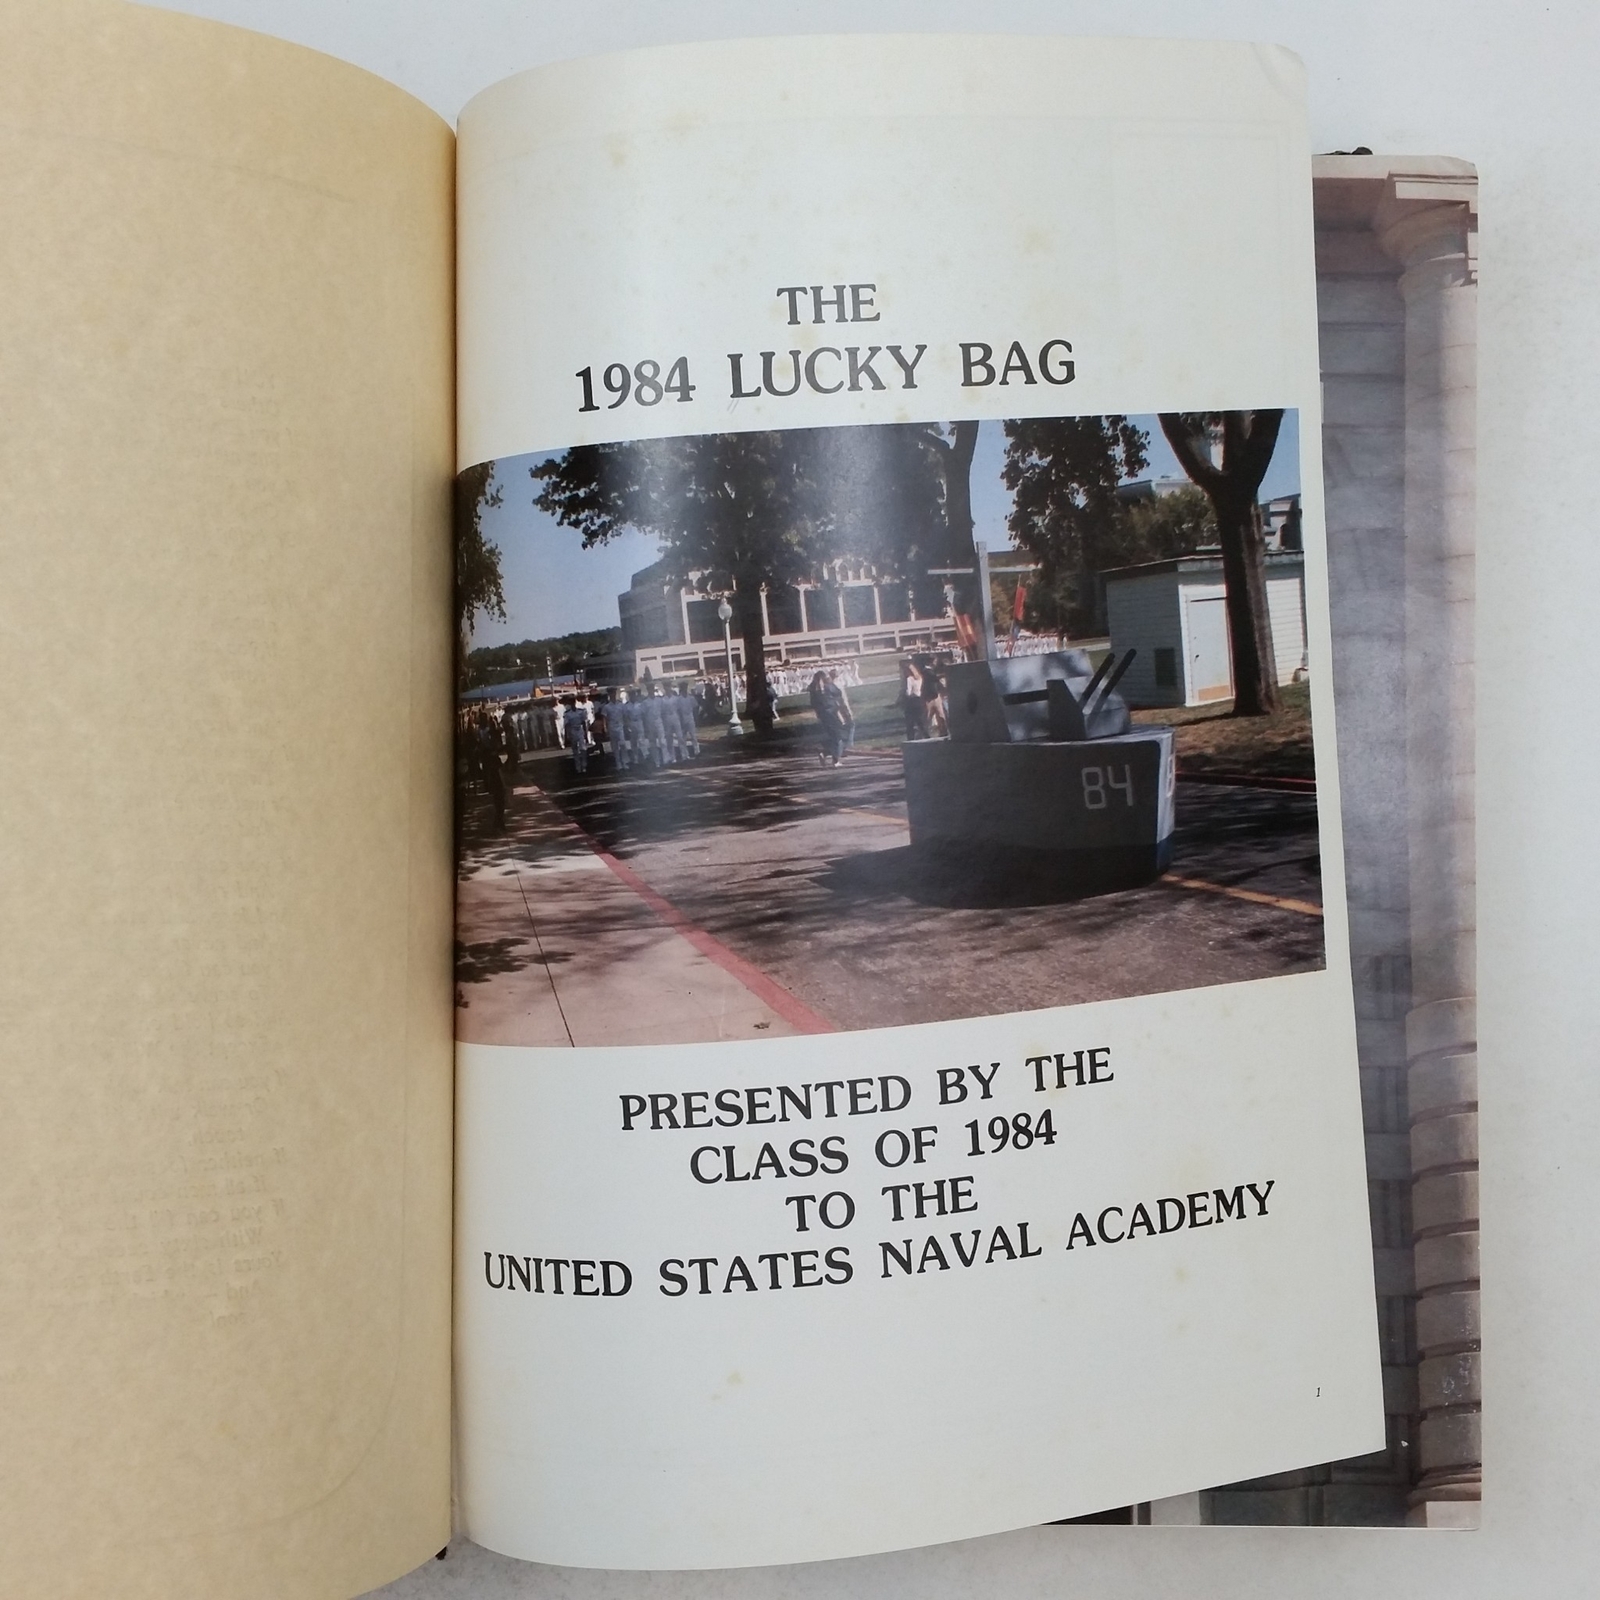 THE
1984 LUCKY BAG
84
PRESENTED BY THE
CLASS OF 1984
TO THE
UNITED STATES NAVAL ACADEMY
1